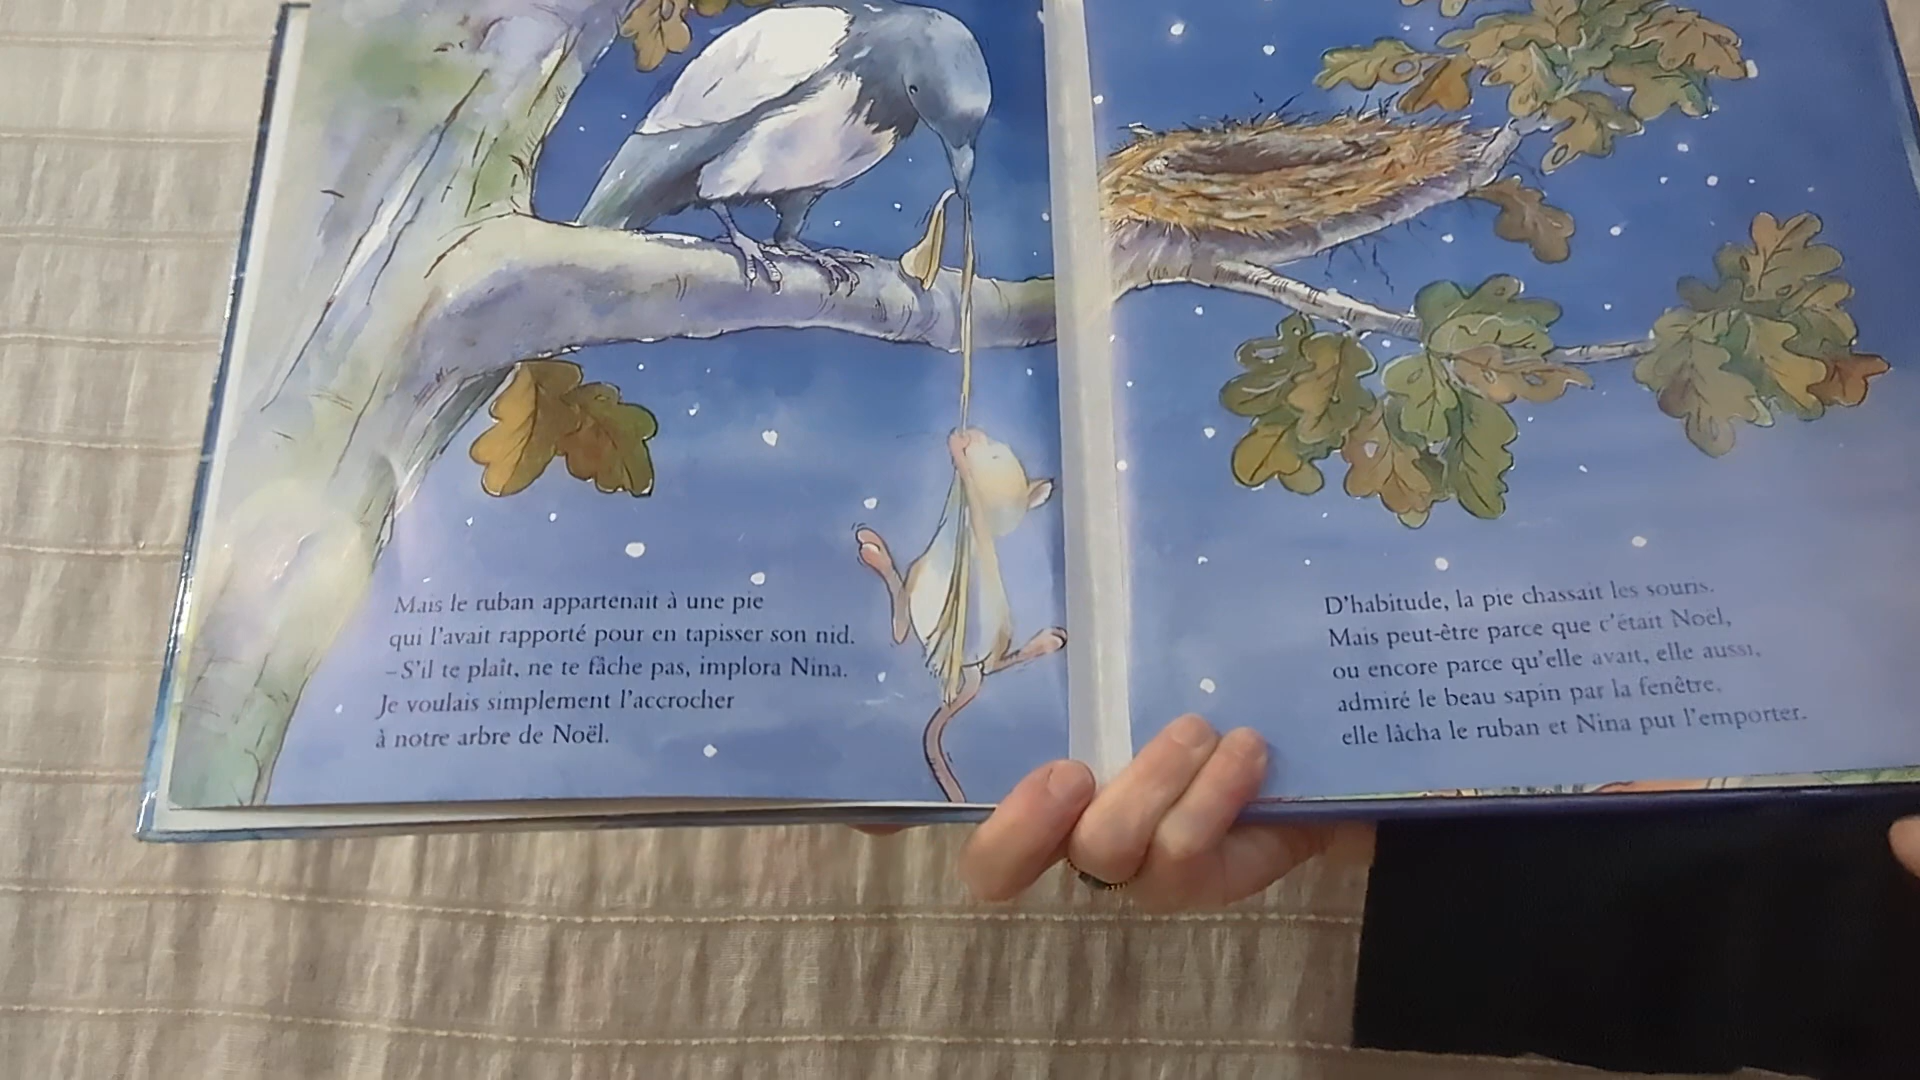 Mais le ruban appartenait à une pie
qui l'avait rapporté pour en tapisser son nid.
– S'il te plaît, ne te fâche pas, implora Nina.
Je voulais simplement l'accrocher
à notre arbre de Noël.
D'habitude, la pie chassait les souris.
Mais peut-être parce que c'était Noël,
ou encore parce qu'elle avait, elle aussi,
admiré le beau sapin par la fenêtre,
elle lâcha le ruban et Nina put l'emporter.